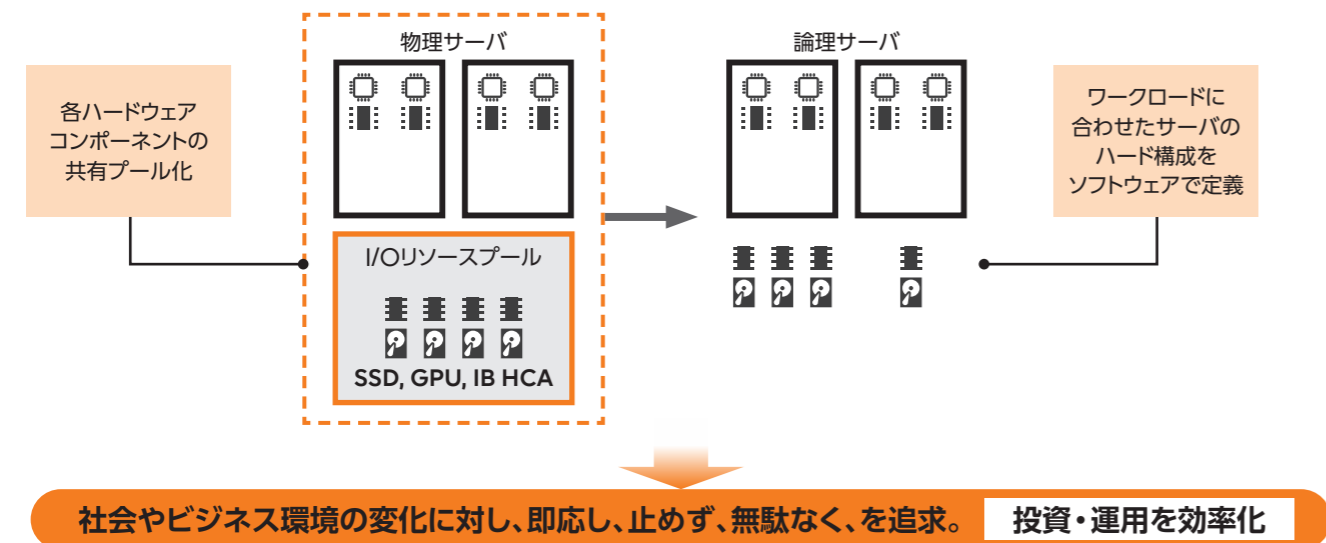 物理サーバ
論理サーバ
各ハードウェア
コンポーネントの
共有プール化
ワークロードに
合わせたサーバの
ハード構成を
ソフトウェアで定義
I/Oリソースプール
SSD, GPU, IB HCA
社会やビジネス環境の変化に対し、即応し、止めず、無駄なく、を追求。 投資・運用を効率化